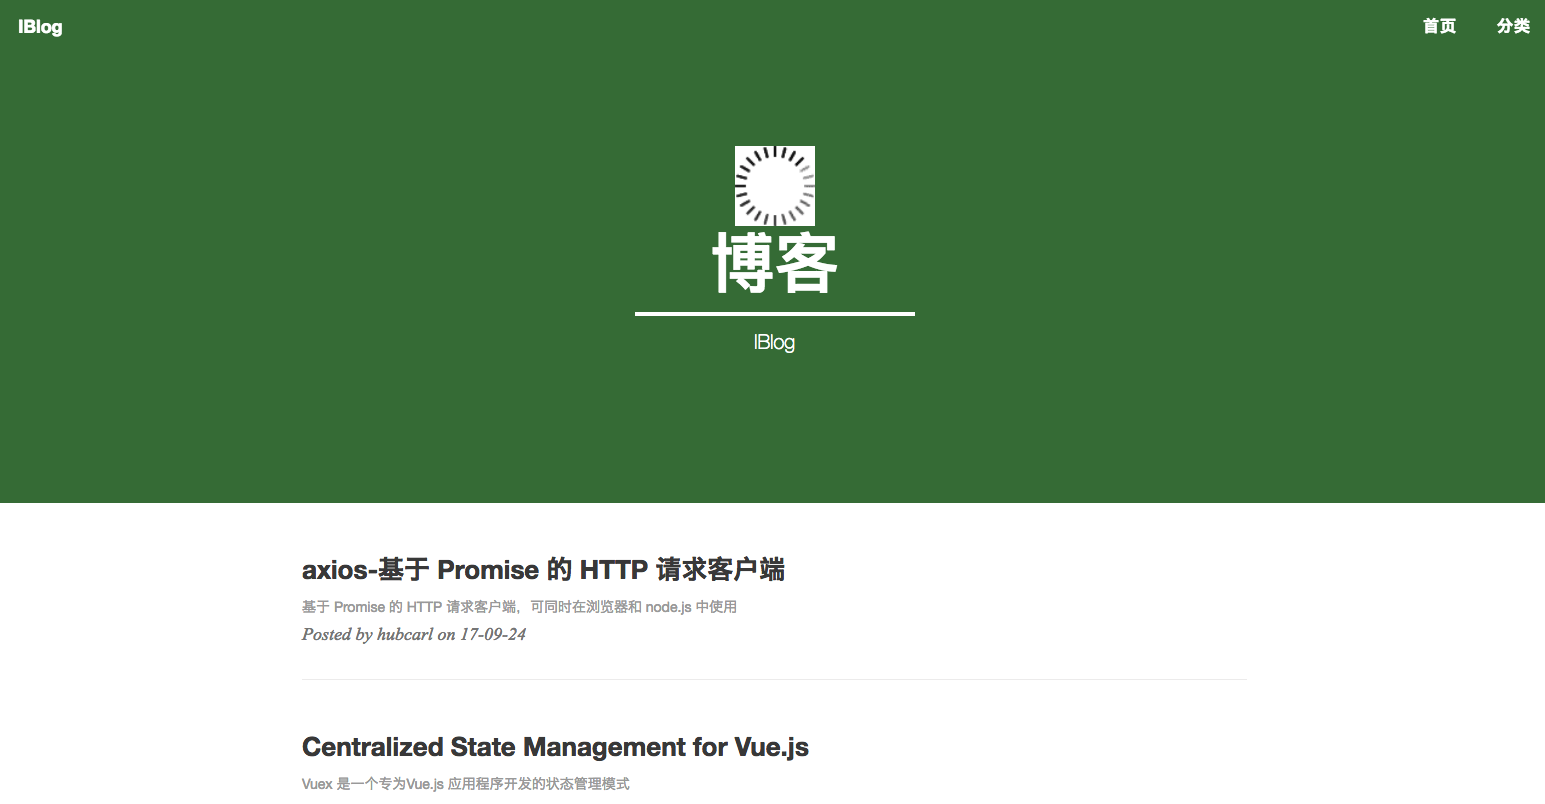 IBlog
首页 分类
博客
IBlog
axios-基于 Promise 的 HTTP 请求客户端
基于 Promise 的 HTTP 请求客户端，可同时在浏览器和 node.js 中使用
Posted by hubcarl on 17-09-24
Centralized State Management for Vue.js
Vuex 是一个专为Vue.js 应用程序开发的状态管理模式